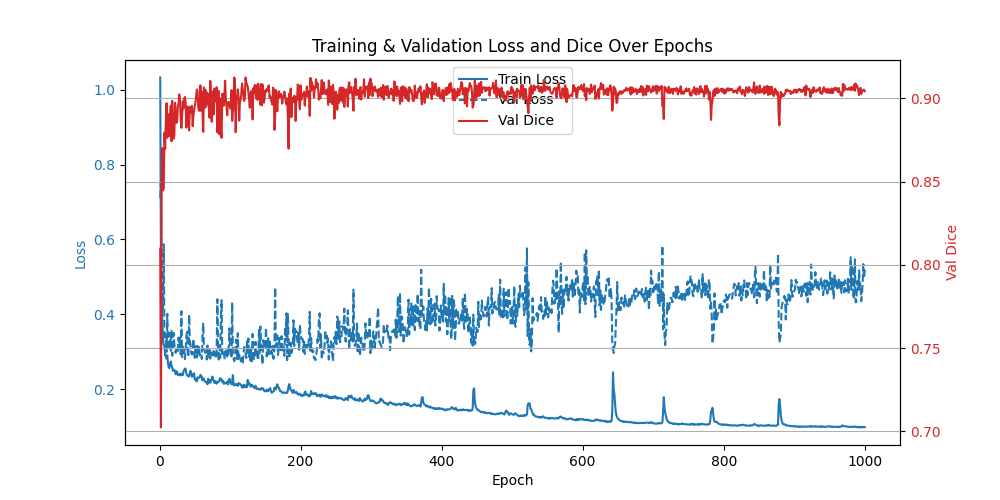 Training & Validation Loss and Dice Over Epochs
Train Loss
Val Loss
Val Dice
1.0
0.8
0.6
0.4
0.2
Loss
0.90
0.85
0.80
0.75
0.70
Val Dice
0
200
400
600
800
1000
Epoch